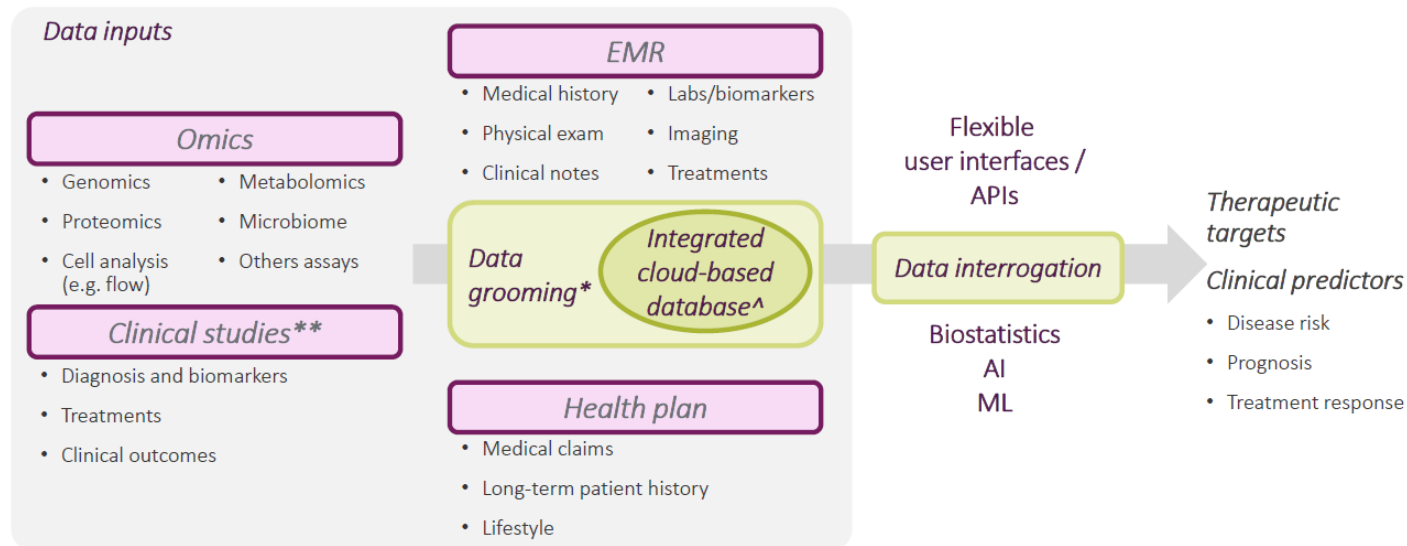 Data inputs
Omics
• Genomics
• Proteomics
• Cell analysis
(e.g. flow)
• Metabolomics
• Microbiome
• Others assays
Clinical studies**
• Diagnosis and biomarkers
• Treatments
• Clinical outcomes
EMR
• Medical history
• Physical exam
• Clinical notes
• Labs/biomarkers
• Imaging
• Treatments
Data
grooming*
Integrated
cloud-based
database^
Health plan
• Medical claims
• Long-term patient history
• Lifestyle
Flexible
user interfaces /
APIs
Data interrogation
Biostatistics
AI
ML
Therapeutic
targets
Clinical predictors
• Disease risk
• Prognosis
• Treatment response